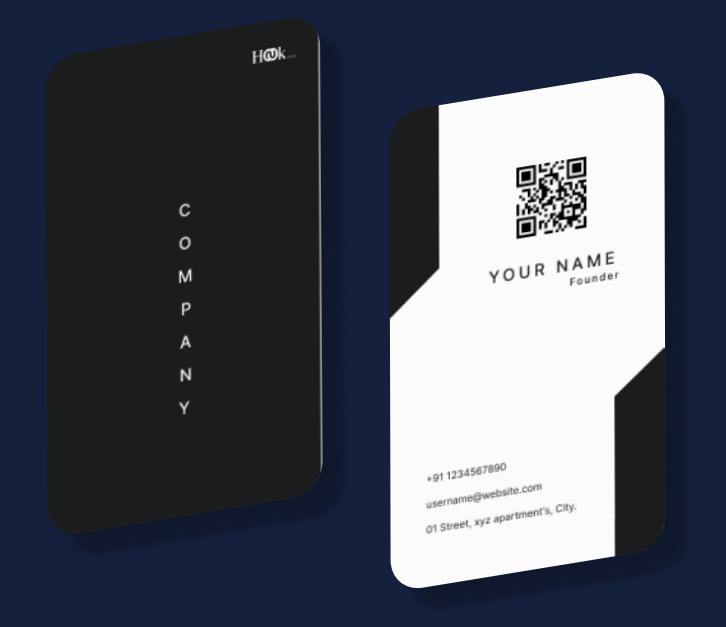 Hook
C
O
M
P
A
N
Y
YOUR NAME
Founder
+91 1234567890
username@website.com
01 Street, xyz apartment's, City.